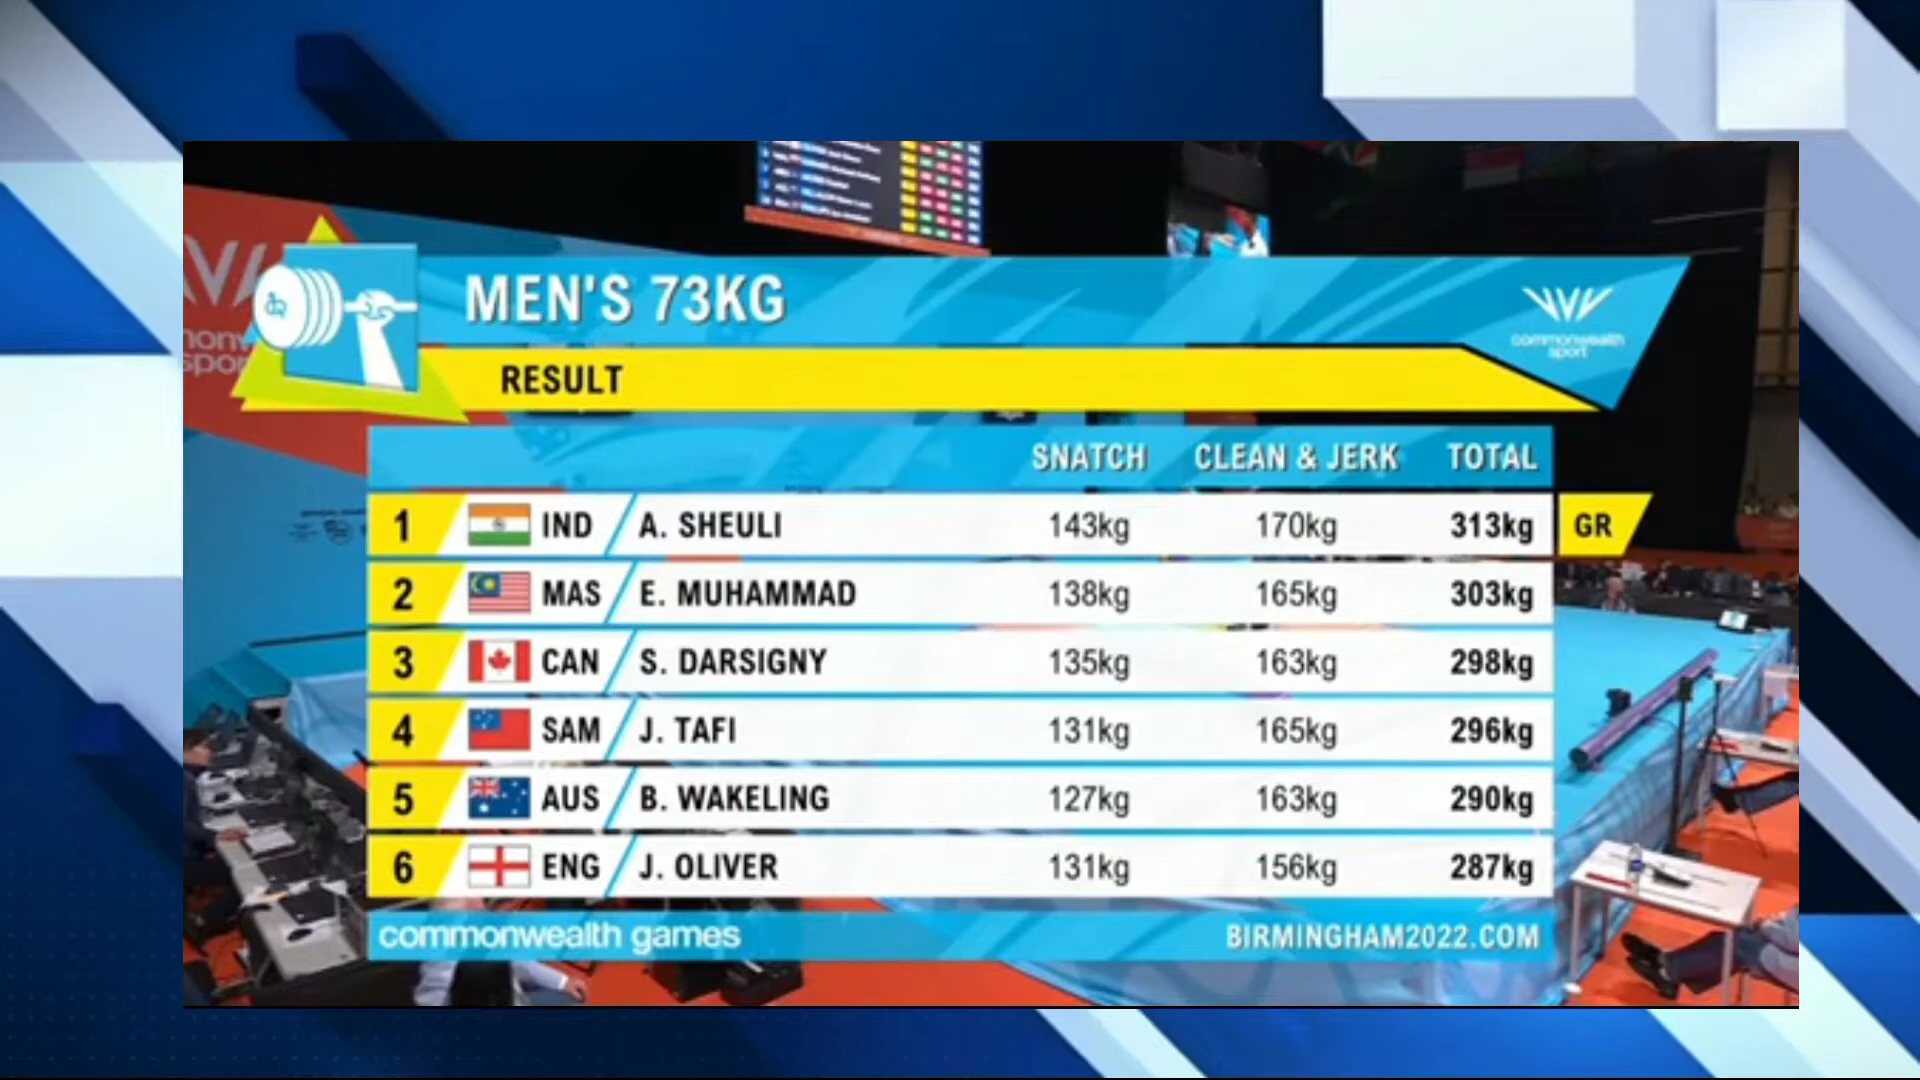 MEN'S 73KG
commonwealth
sport
RESULT
SNATCH CLEAN & JERK TOTAL
1 IND A. SHEULI 143kg 170kg 313kg GR
2 MAS E. MUHAMMAD 138kg 165kg 303kg
3 CAN S. DARSIGNY 135kg 163kg 298kg
4 SAM J. TAFI 131kg 165kg 296kg
5 AUS B. WAKELING 127kg 163kg 290kg
6 ENG J. OLIVER 131kg 156kg 287kg
commonwealth games BIRMINGHAM2022.COM